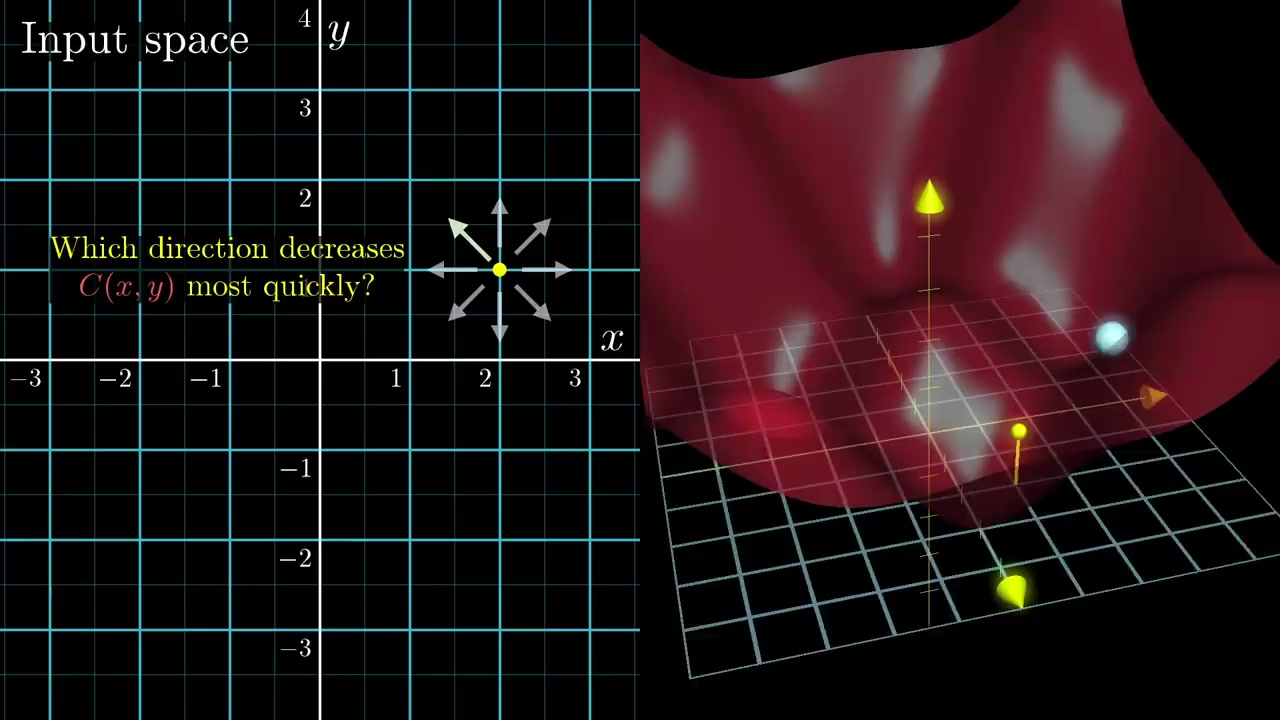 Input space
4
y
3
2
Which direction decreases
C(x, y) most quickly?
x
−3 −2 −1 1 2 3
−1
−2
−3